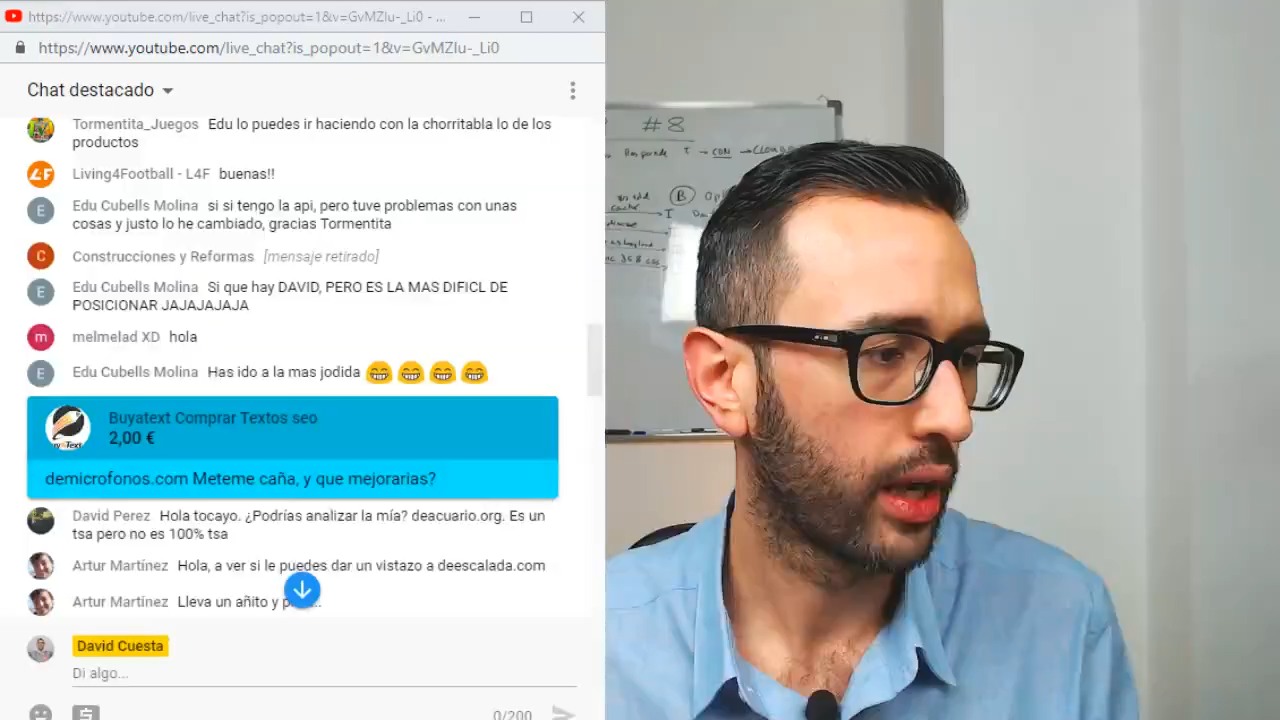 https://www.youtube.com/live_chat?is_popout=1&v=GvMZIu-_Li0 - ...
https://www.youtube.com/live_chat?is_popout=1&v=GvMZIu-_Li0
Chat destacado
Tormentita_Juegos Edu lo puedes ir haciendo con la chorritabla lo de los
productos
Living4Football - L4F buenas!!
Edu Cubells Molina si si tengo la api, pero tuve problemas con unas
cosas y justo lo he cambiado, gracias Tormentita
Construcciones y Reformas [mensaje retirado]
Edu Cubells Molina Si que hay DAVID, PERO ES LA MAS DIFICL DE
POSICIONAR JAJAJAJAJA
melmelad XD hola
Edu Cubells Molina Has ido a la mas jodida 😁 😁 😁 😁
Buyatext Comprar Textos seo
2,00 €
demicrofonos.com Meteme caña, y que mejorarias?
David Perez Hola tocayo. ¿Podrías analizar la mía? deacuario.org. Es un
tsa pero no es 100% tsa
Artur Martínez Hola, a ver si le puedes dar un vistazo a deescalada.com
Artur Martínez Lleva un añito y
David Cuesta
Di algo...
0/200
#8
Responde
CDN
B